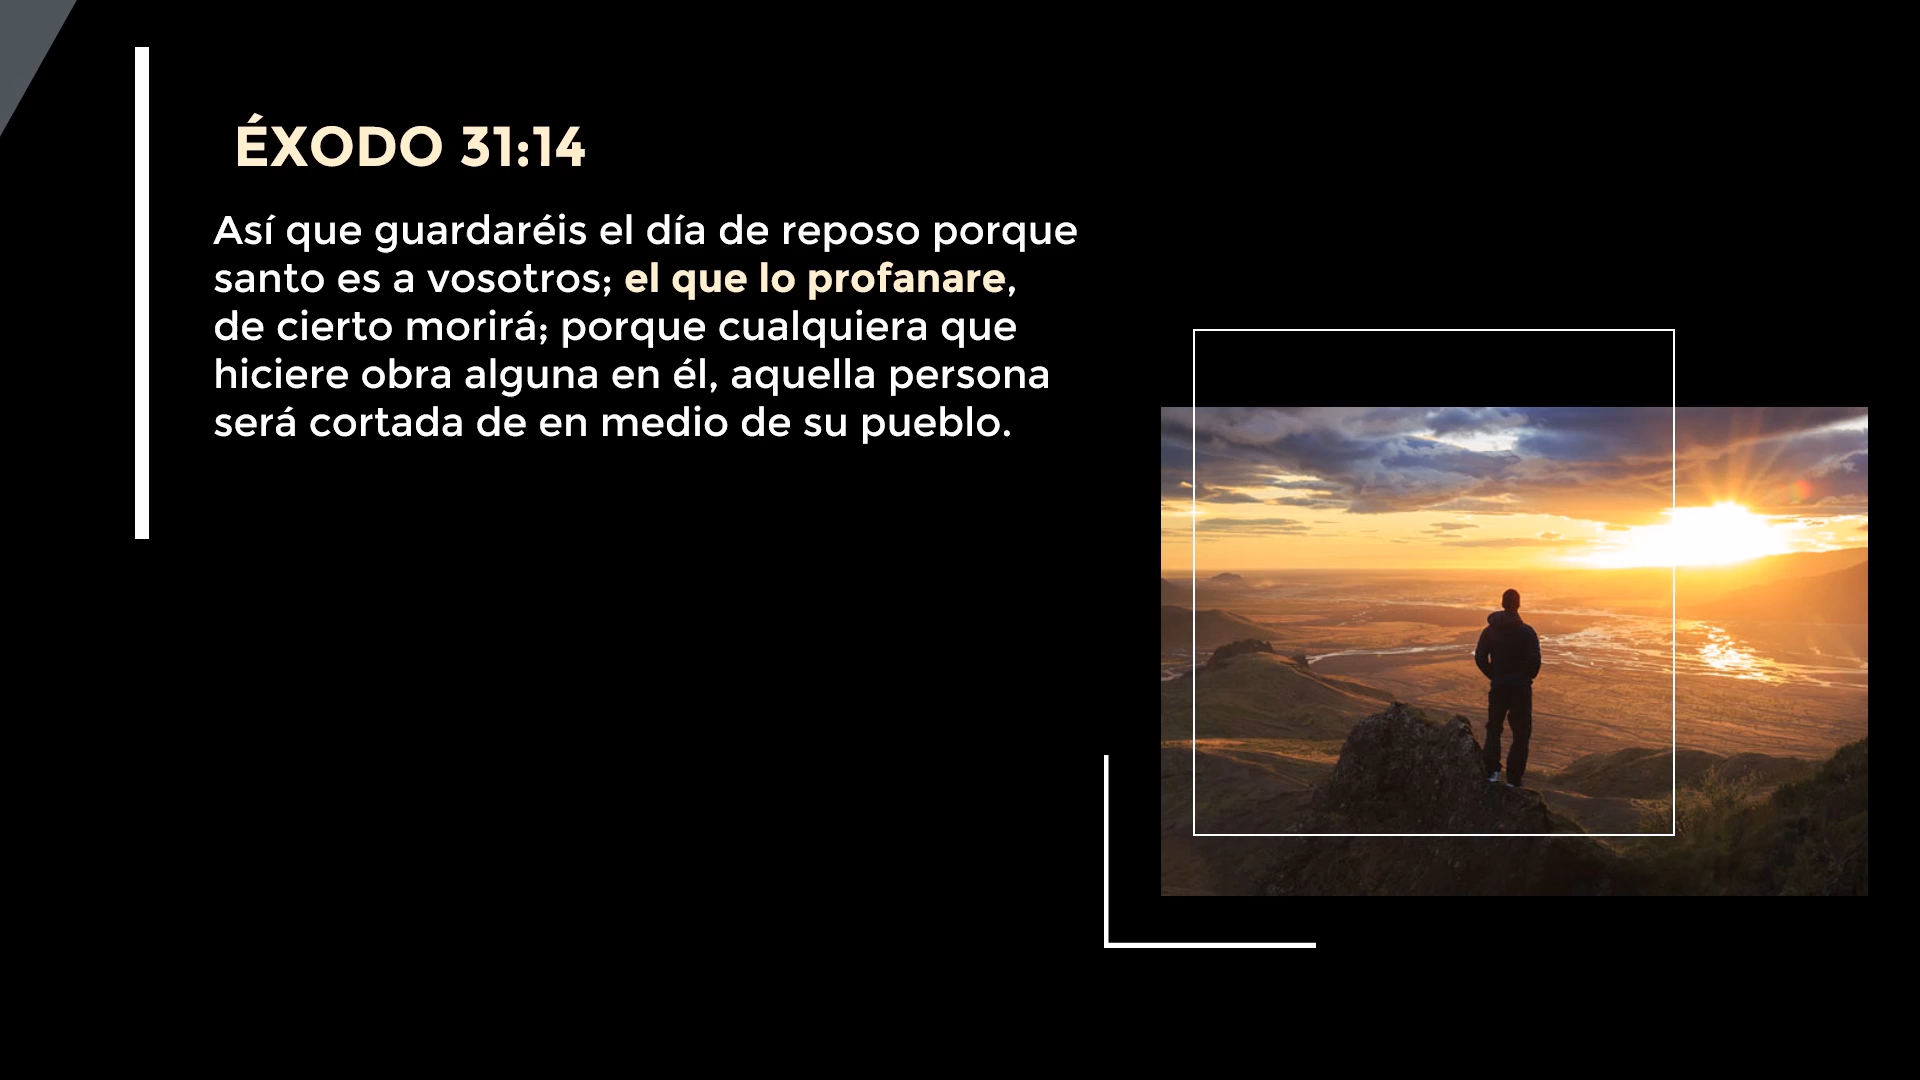 ÉXODO 31:14
Así que guardaréis el día de reposo porque
santo es a vosotros; el que lo profanare,
de cierto morirá; porque cualquiera que
hiciere obra alguna en él, aquella persona
será cortada de en medio de su pueblo.